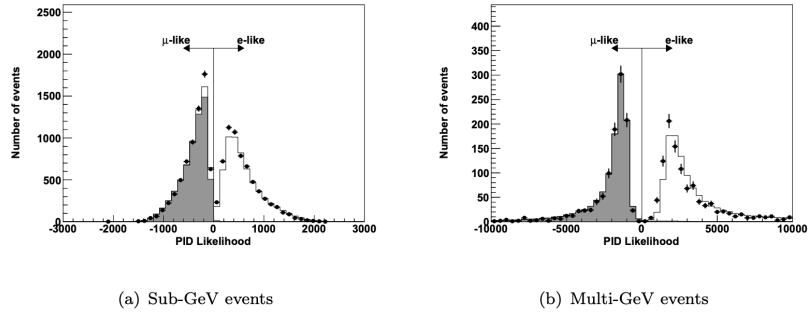 Number of events
2500
2000
1500
1000
500
0
μ-like
e-like
-3000
-2000
-1000
0
1000
2000
3000
PID Likelihood
(a) Sub-GeV events
Number of events
400
350
300
250
200
150
100
50
0
μ-like
e-like
-10000
-5000
0
5000
10000
PID Likelihood
(b) Multi-GeV events